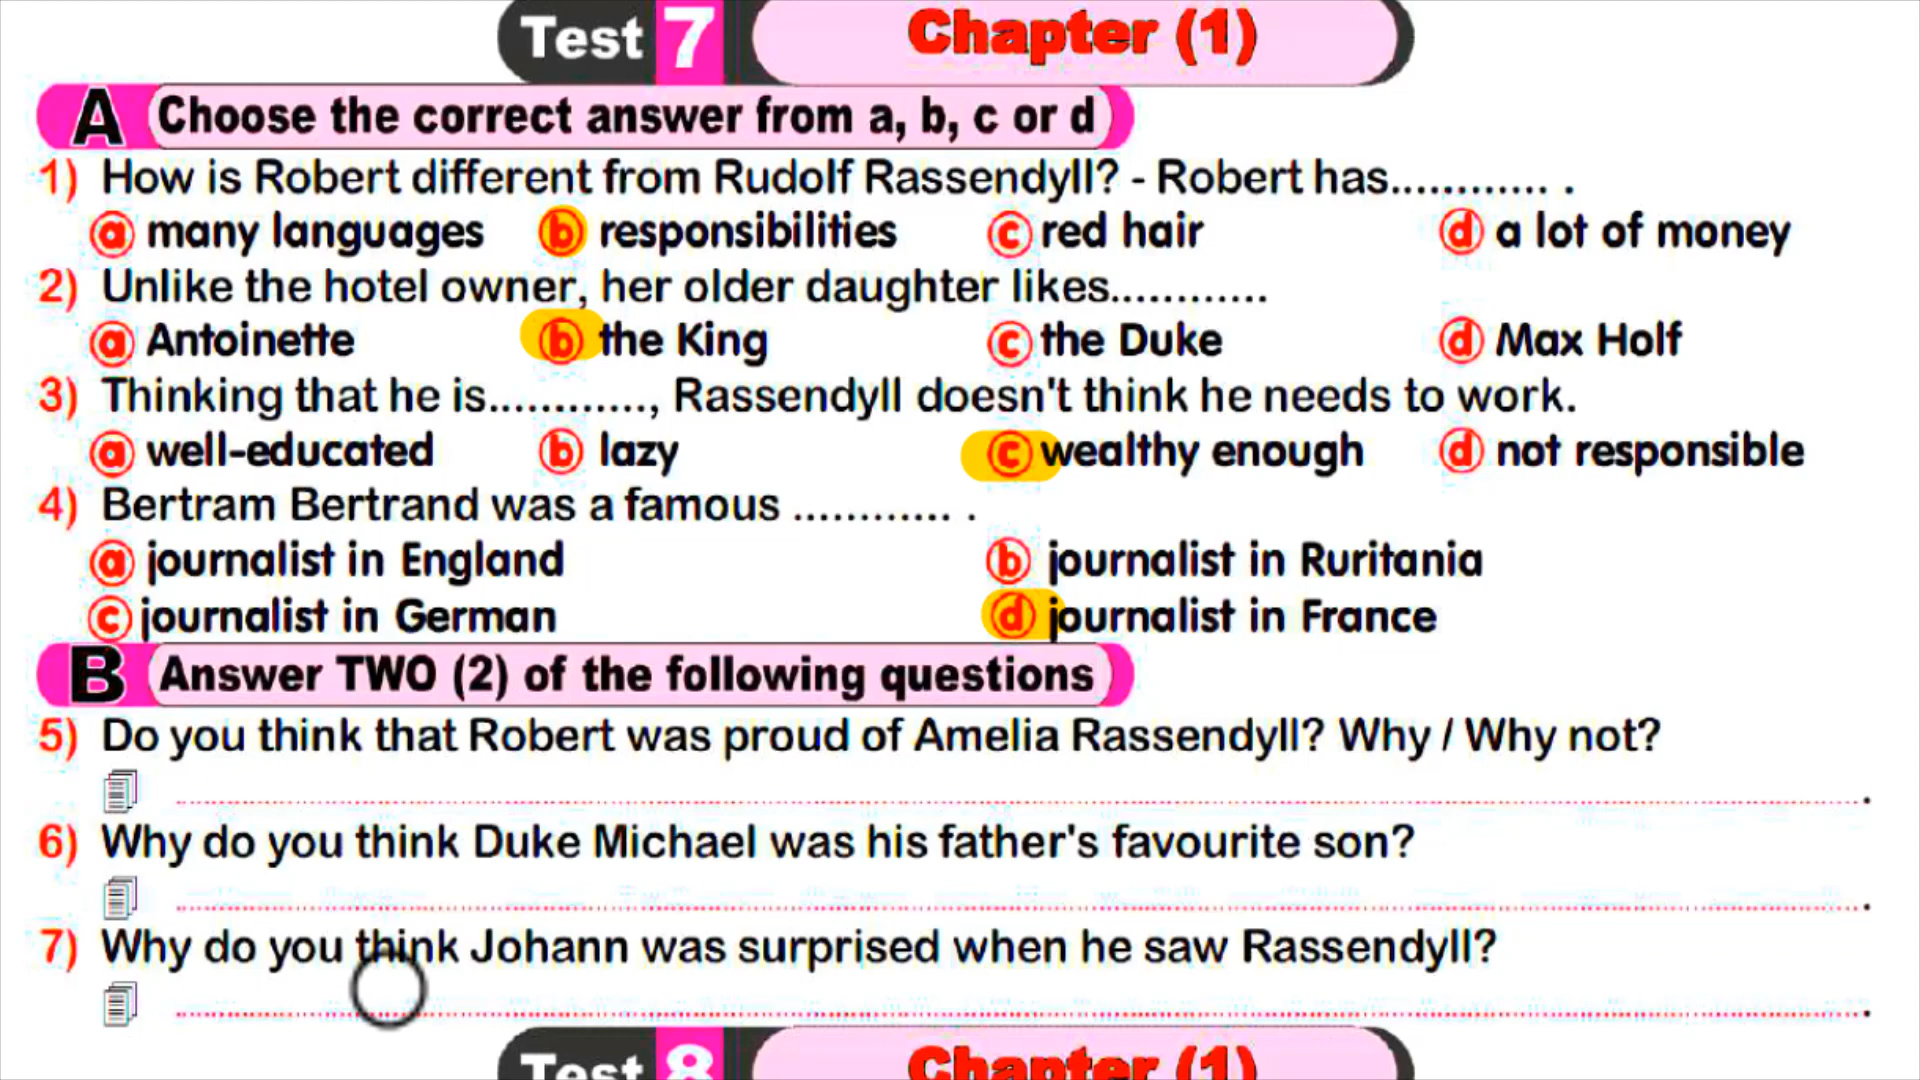 Test 7 Chapter (1)
A Choose the correct answer from a, b, c or d
1) How is Robert different from Rudolf Rassendyll? - Robert has............ .
a many languages b responsibilities c red hair d a lot of money
2) Unlike the hotel owner, her older daughter likes............
a Antoinette b the King c the Duke d Max Holf
3) Thinking that he is............, Rassendyll doesn't think he needs to work.
a well-educated b lazy c wealthy enough d not responsible
4) Bertram Bertrand was a famous ............ .
a journalist in England b journalist in Ruritania
c journalist in German d journalist in France
B Answer TWO (2) of the following questions
5) Do you think that Robert was proud of Amelia Rassendyll? Why / Why not?
6) Why do you think Duke Michael was his father's favourite son?
7) Why do you think Johann was surprised when he saw Rassendyll?
Test 8 Chapter (1)